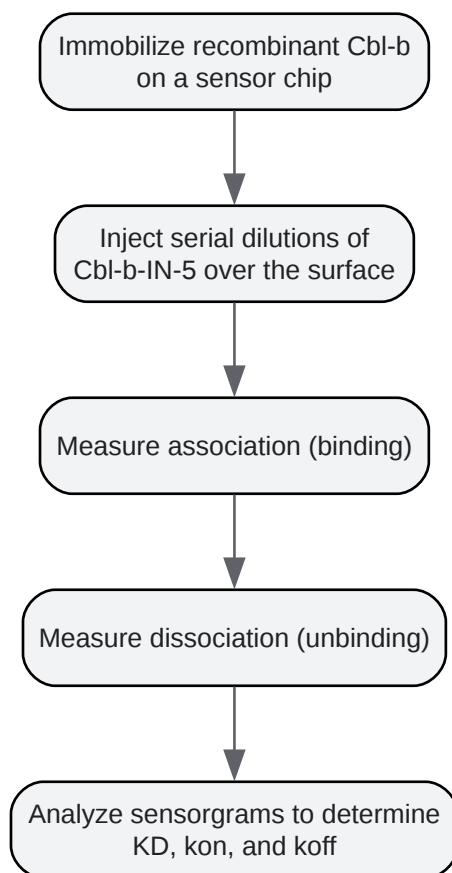 Immobilize recombinant Cbl-b
on a sensor chip
Inject serial dilutions of
Cbl-b-IN-5 over the surface
Measure association (binding)
Measure dissociation (unbinding)
Analyze sensorgrams to determine
KD, kon, and koff